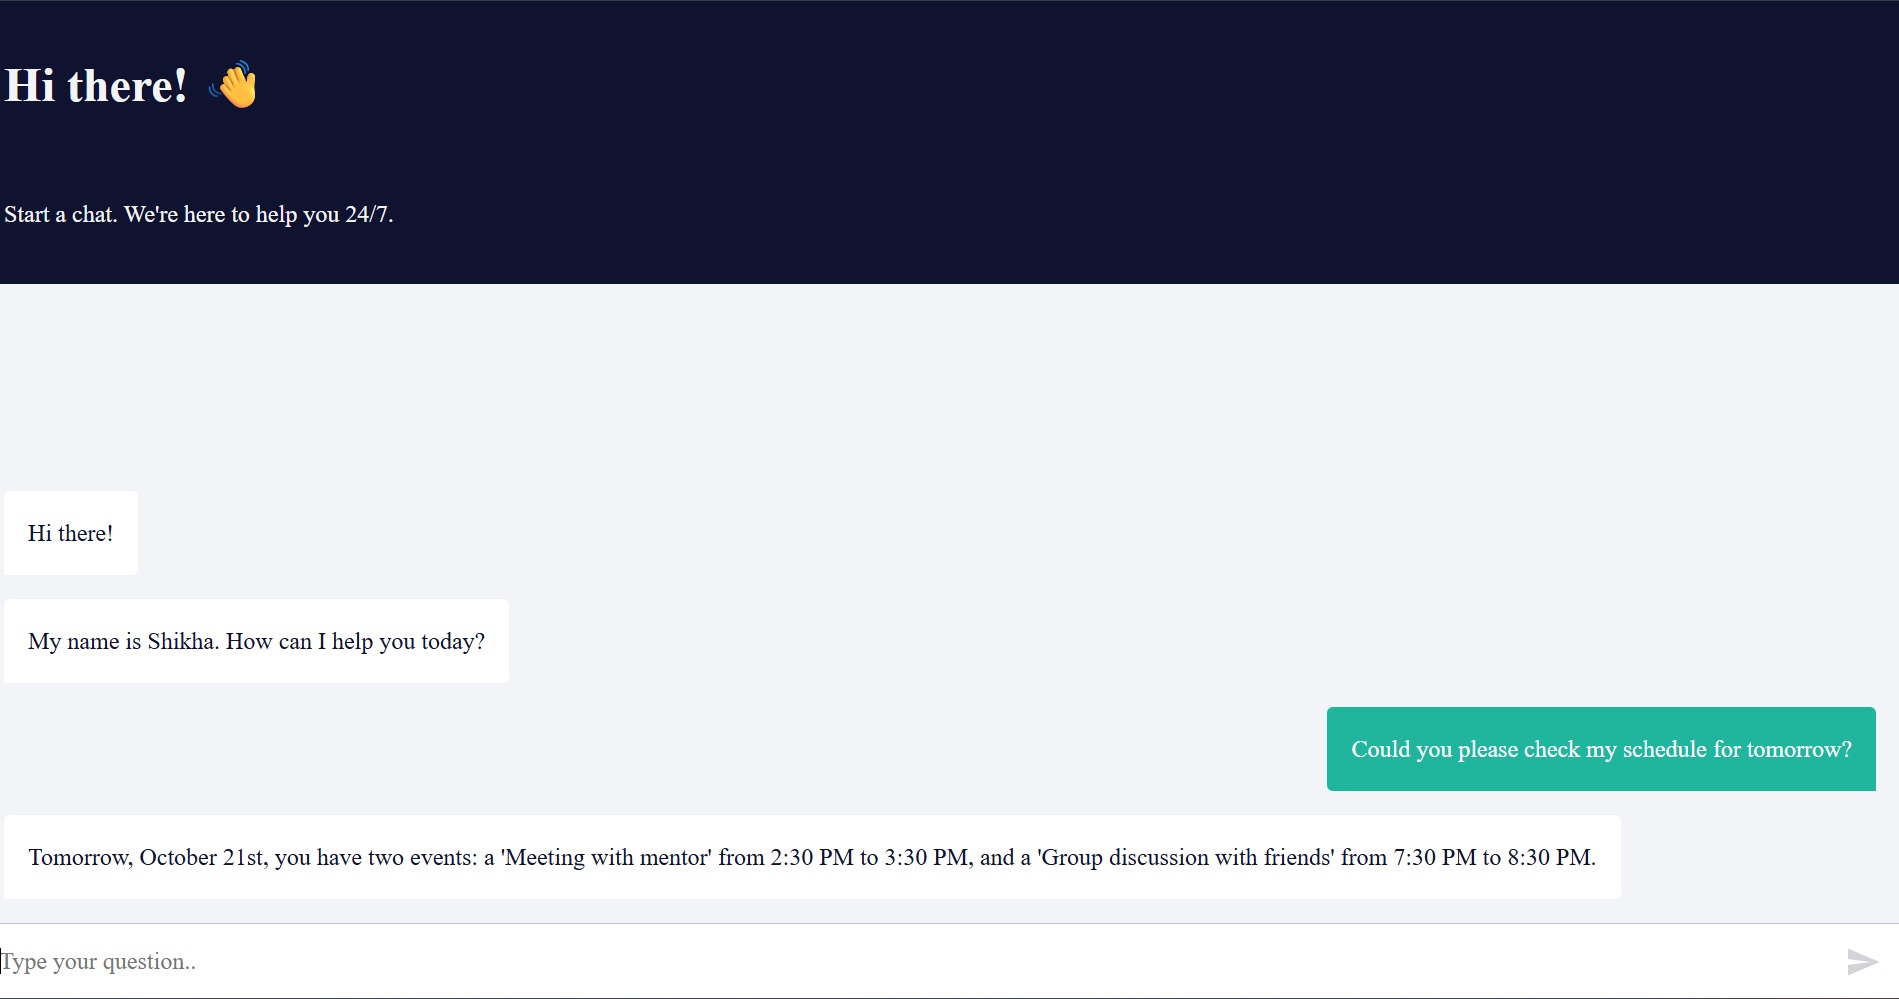 Hi there! 👋
Start a chat. We're here to help you 24/7.
Hi there!
My name is Shikha. How can I help you today?
Could you please check my schedule for tomorrow?
Tomorrow, October 21st, you have two events: a 'Meeting with mentor' from 2:30 PM to 3:30 PM, and a 'Group discussion with friends' from 7:30 PM to 8:30 PM.
Type your question..